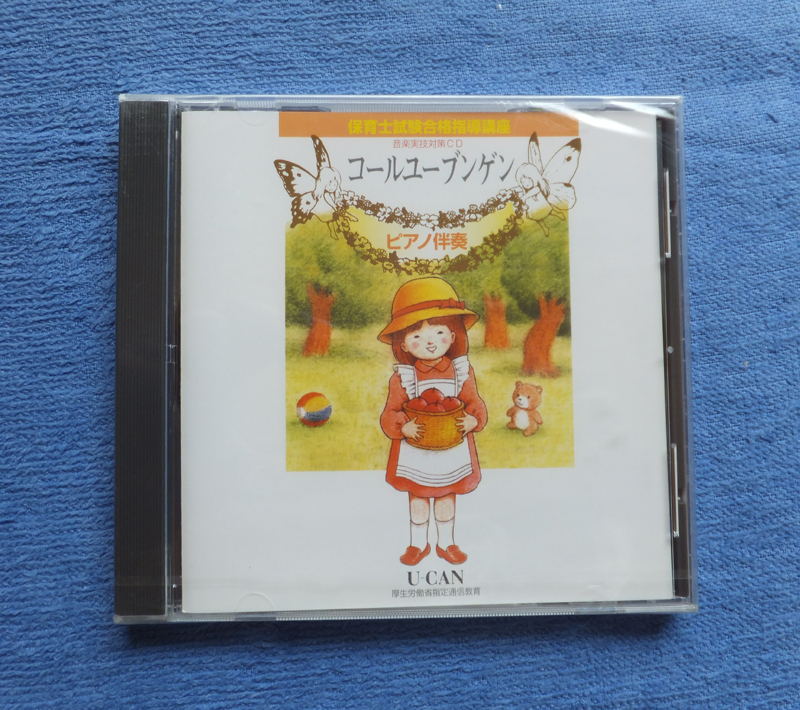 保育士試験合格指導講座
音楽実技対策CD
コールユーブンゲン
ピアノ伴奏
U-CAN
厚生労働省指定通信教育